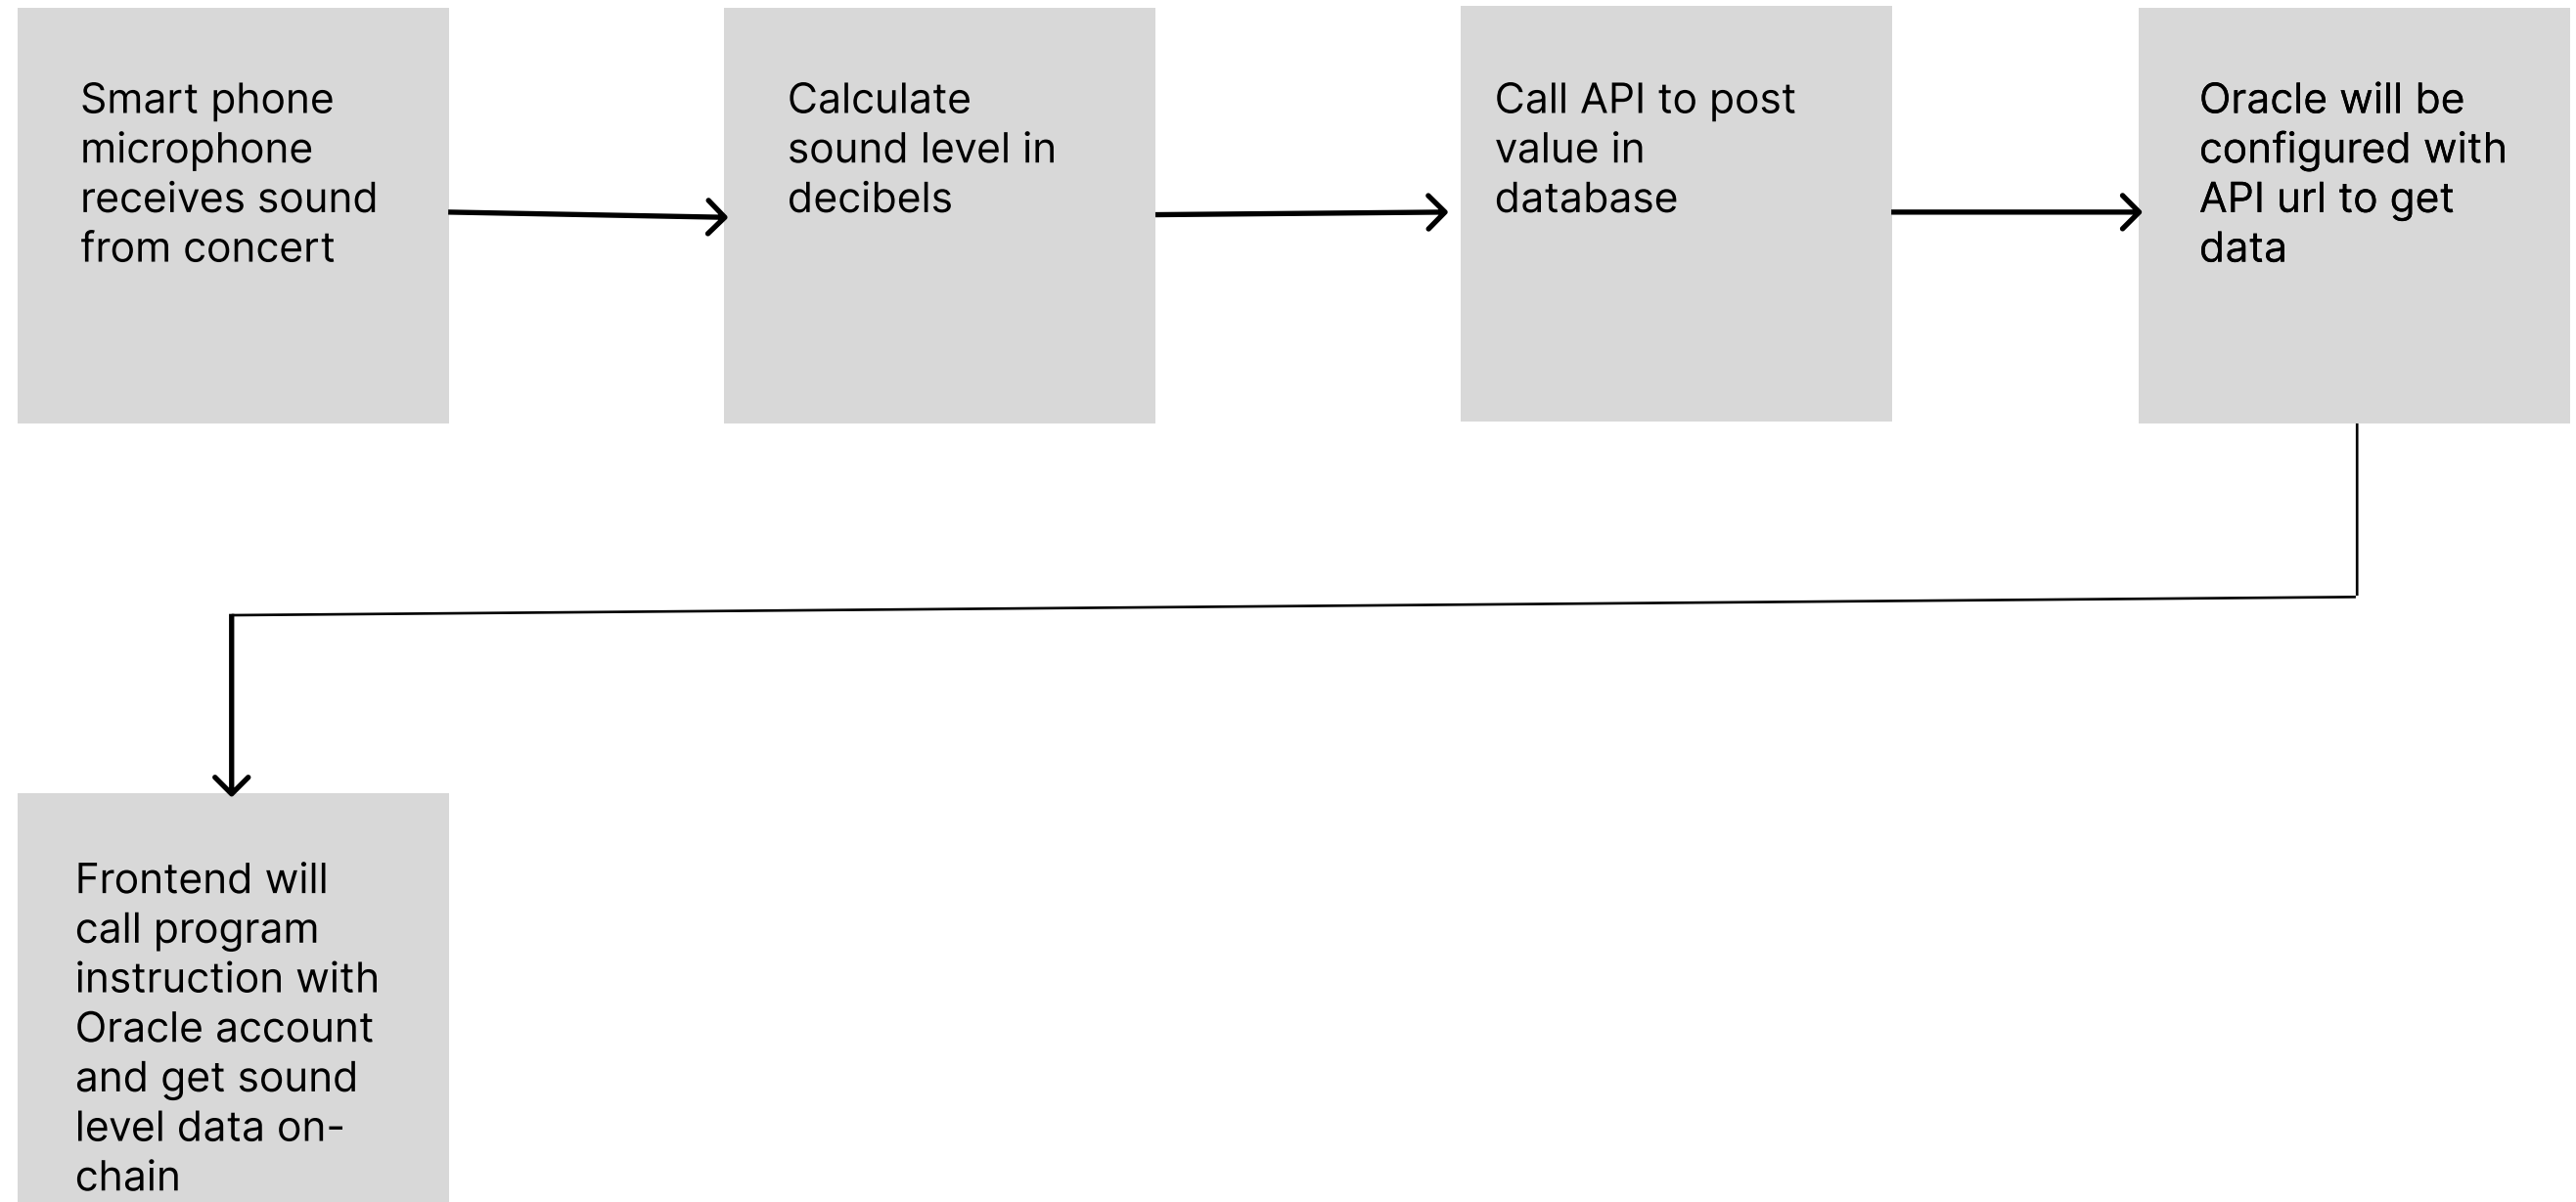 Smart phone
microphone
receives sound
from concert
Calculate
sound level in
decibels
Call API to post
value in
database
Oracle will be
configured with
API url to get
data
Frontend will
call program
instruction with
Oracle account
and get sound
level data on-
chain